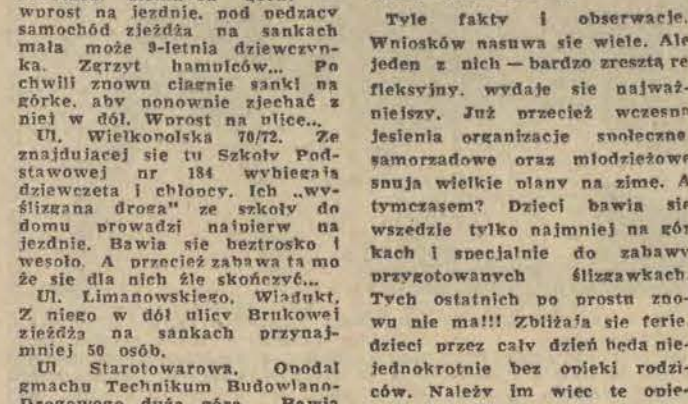 wprost na jezdnię, pod pędzący
samochód zjeżdża na sankach
mała może 9-letnia dziewczyn-
ka. Zgrzyt hamulców... Po
chwili znowu ciągnie sanki na
górkę, aby ponownie zjechać z
niej w dół. Wprost na ulicę...
Ul. Wielkopolska 70/72. Ze
znajdującej się tu Szkoły Pod-
stawowej nr 184 wybiegają
dziewczęta i chłopcy. Ich „wy-
ślizgana droga" ze szkoły do
domu prowadzi najpierw na
jezdnię. Bawią się beztrosko i
wesoło. A przecież zabawa ta mo
że się dla nich źle skończyć...
Ul. Limanowskiego, Wiadukt.
Z niego w dół ulicy Brukowej
zjeżdża na sankach przynaj-
mniej 50 osób.
Ul Starotowarowa. Opodal
gmachu Technikum Budowlano-
Drogowego duża góra. Bawią
Tyle fakty i obserwacje.
Wniosków nasuwa się wiele. Ale
jeden z nich — bardzo zresztą re
fleksyjny, wydaje się najważ-
niejszy. Już przecież wczesną
jesienią organizacje społeczne
samorządowe oraz młodzieżowe
snują wielkie plany na zimę. A
tymczasem? Dzieci bawią się
wszędzie tylko najmniej na gór
kach i specjalnie do zabawy
przygotowanych ślizgawkach
Tych ostatnich po prostu zno-
wu nie ma!!! Zbliżają się ferie
dzieci przez cały dzień będą nie-
jednokrotnie bez opieki rodzi-
ców. Należy im więc tę opie-